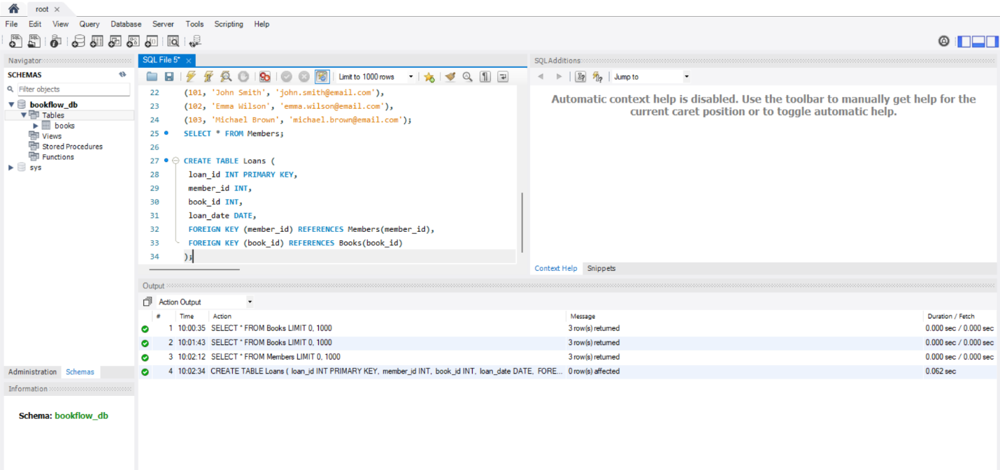 root ×
File Edit View Query Database Server Tools Scripting Help
Navigator
SCHEMAS
Filter objects
bookflow_db
Tables
books
Views
Stored Procedures
Functions
sys
Administration Schemas
Information
Schema: bookflow_db
SQL File 5* ×
Limit to 1000 rows
22 (101, 'John Smith', 'john.smith@email.com'),
23 (102, 'Emma Wilson', 'emma.wilson@email.com'),
24 (103, 'Michael Brown', 'michael.brown@email.com');
25 SELECT * FROM Members;
26
27 CREATE TABLE Loans (
28 loan_id INT PRIMARY KEY,
29 member_id INT,
30 book_id INT,
31 loan_date DATE,
32 FOREIGN KEY (member_id) REFERENCES Members(member_id),
33 FOREIGN KEY (book_id) REFERENCES Books(book_id)
34 );
SQLAdditions
Jump to
Automatic context help is disabled. Use the toolbar to manually get help for the
current caret position or to toggle automatic help.
Context Help Snippets
Output
Action Output
# Time Action Message Duration / Fetch
1 10:00:35 SELECT * FROM Books LIMIT 0, 1000 3 row(s) returned 0.000 sec / 0.000 sec
2 10:01:43 SELECT * FROM Books LIMIT 0, 1000 3 row(s) returned 0.000 sec / 0.000 sec
3 10:02:12 SELECT * FROM Members LIMIT 0, 1000 3 row(s) returned 0.000 sec / 0.000 sec
4 10:02:34 CREATE TABLE Loans ( loan_id INT PRIMARY KEY, member_id INT, book_id INT, loan_date DATE, FORE... 0 row(s) affected 0.062 sec